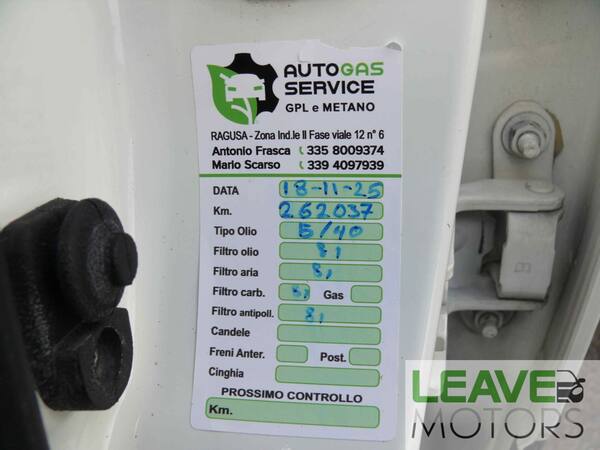 AUTOGAS
SERVICE
GPL e METANO
RAGUSA - Zona Ind.le II Fase viale 12 n° 6
Antonio Frasca 335 8009374
Mario Scarso 339 4097939
DATA 18-11-25
Km. 262037
Tipo Olio 5/40
Filtro olio
Filtro aria
Filtro carb. Gas
Filtro antipoll.
Candele
Freni Anter. Post.
Cinghia
PROSSIMO CONTROLLO
Km.
LEAVE
MOTORS